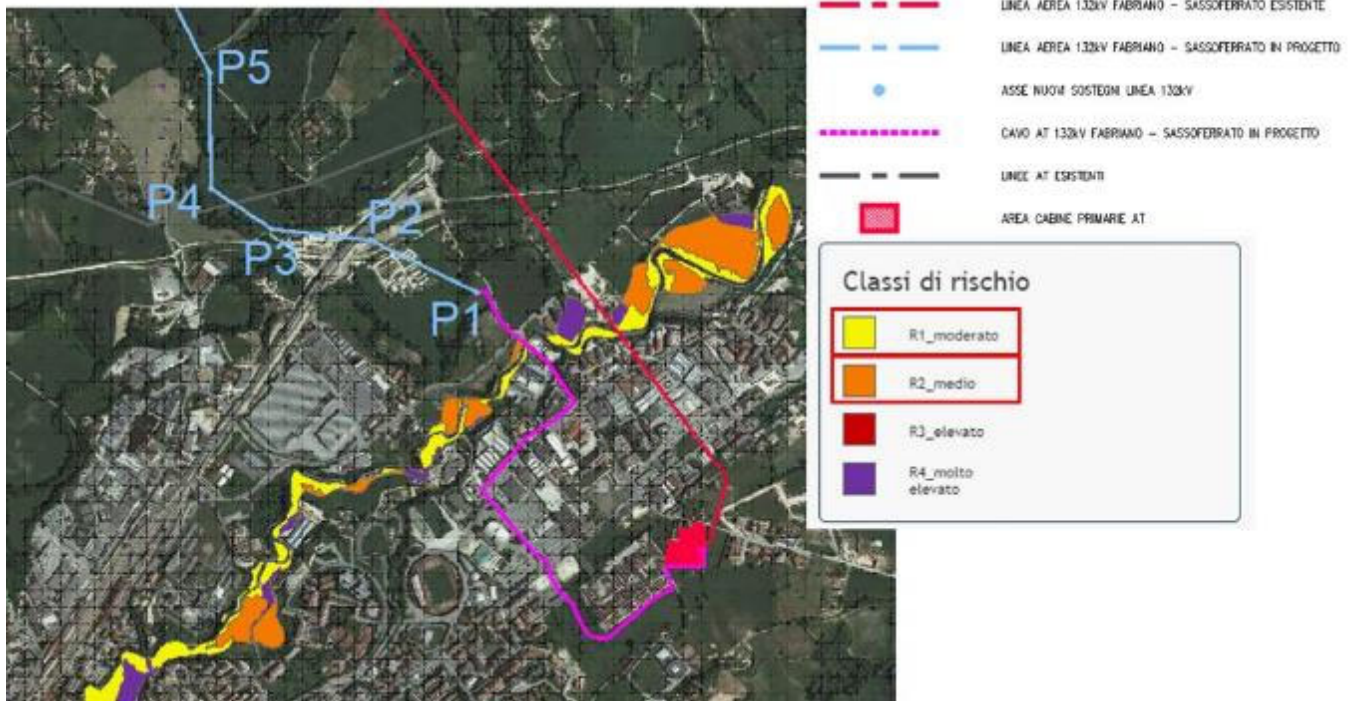 LINEA AEREA 132kV FABRIANO – SASSOFERRATO ESISTENTE
LINEA AEREA 132kV FABRIANO – SASSOFERRATO IN PROGETTO
ASSE NUOVI SOSTEGNI LINEA 132kV
CAVO AT 132kV FABRIANO – SASSOFERRATO IN PROGETTO
LINEE AT ESISTENTI
AREA CABINE PRIMARIE AT
Classi di rischio
R1_moderato
R2_medio
R3_elevato
R4_molto
elevato
P5
P4
P3
P2
P1